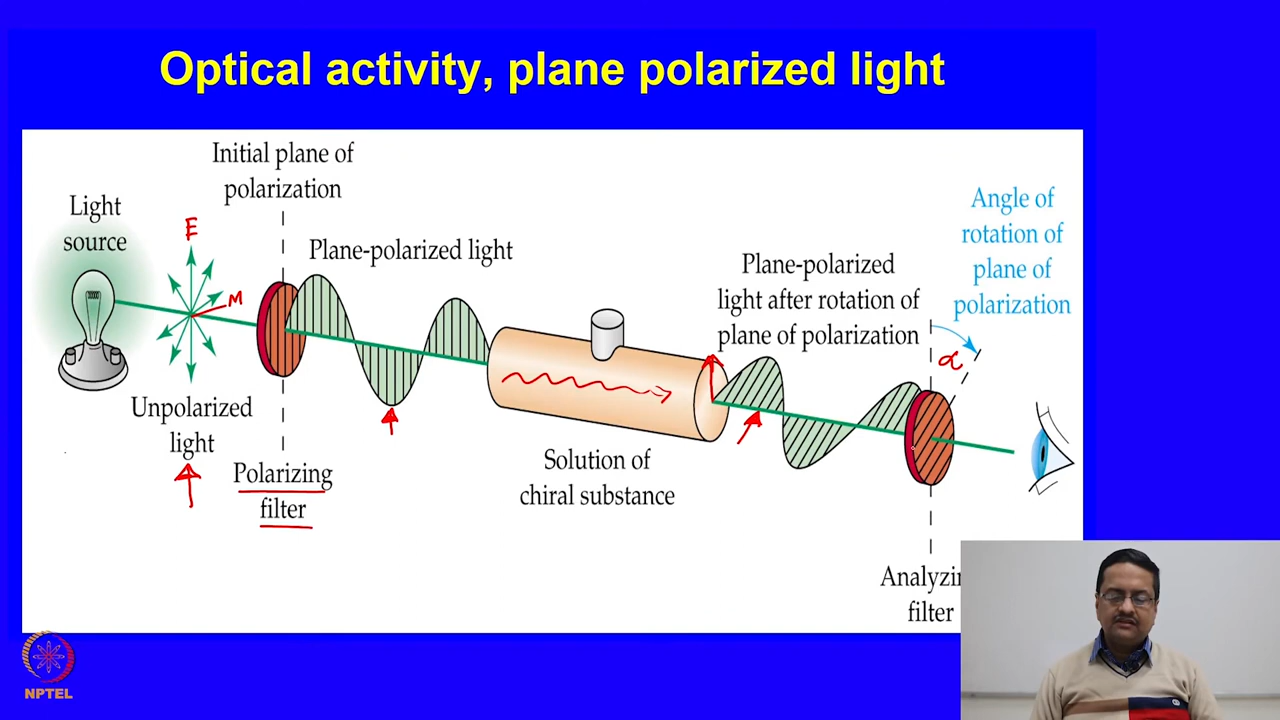 Optical activity, plane polarized light
Initial plane of
polarization
Light
source
E
M
Plane-polarized light
Unpolarized
light
Polarizing
filter
Solution of
chiral substance
Plane-polarized
light after rotation of
plane of polarization
Angle of
rotation of
plane of
polarization
α
Analyzi
filter
NPTEL